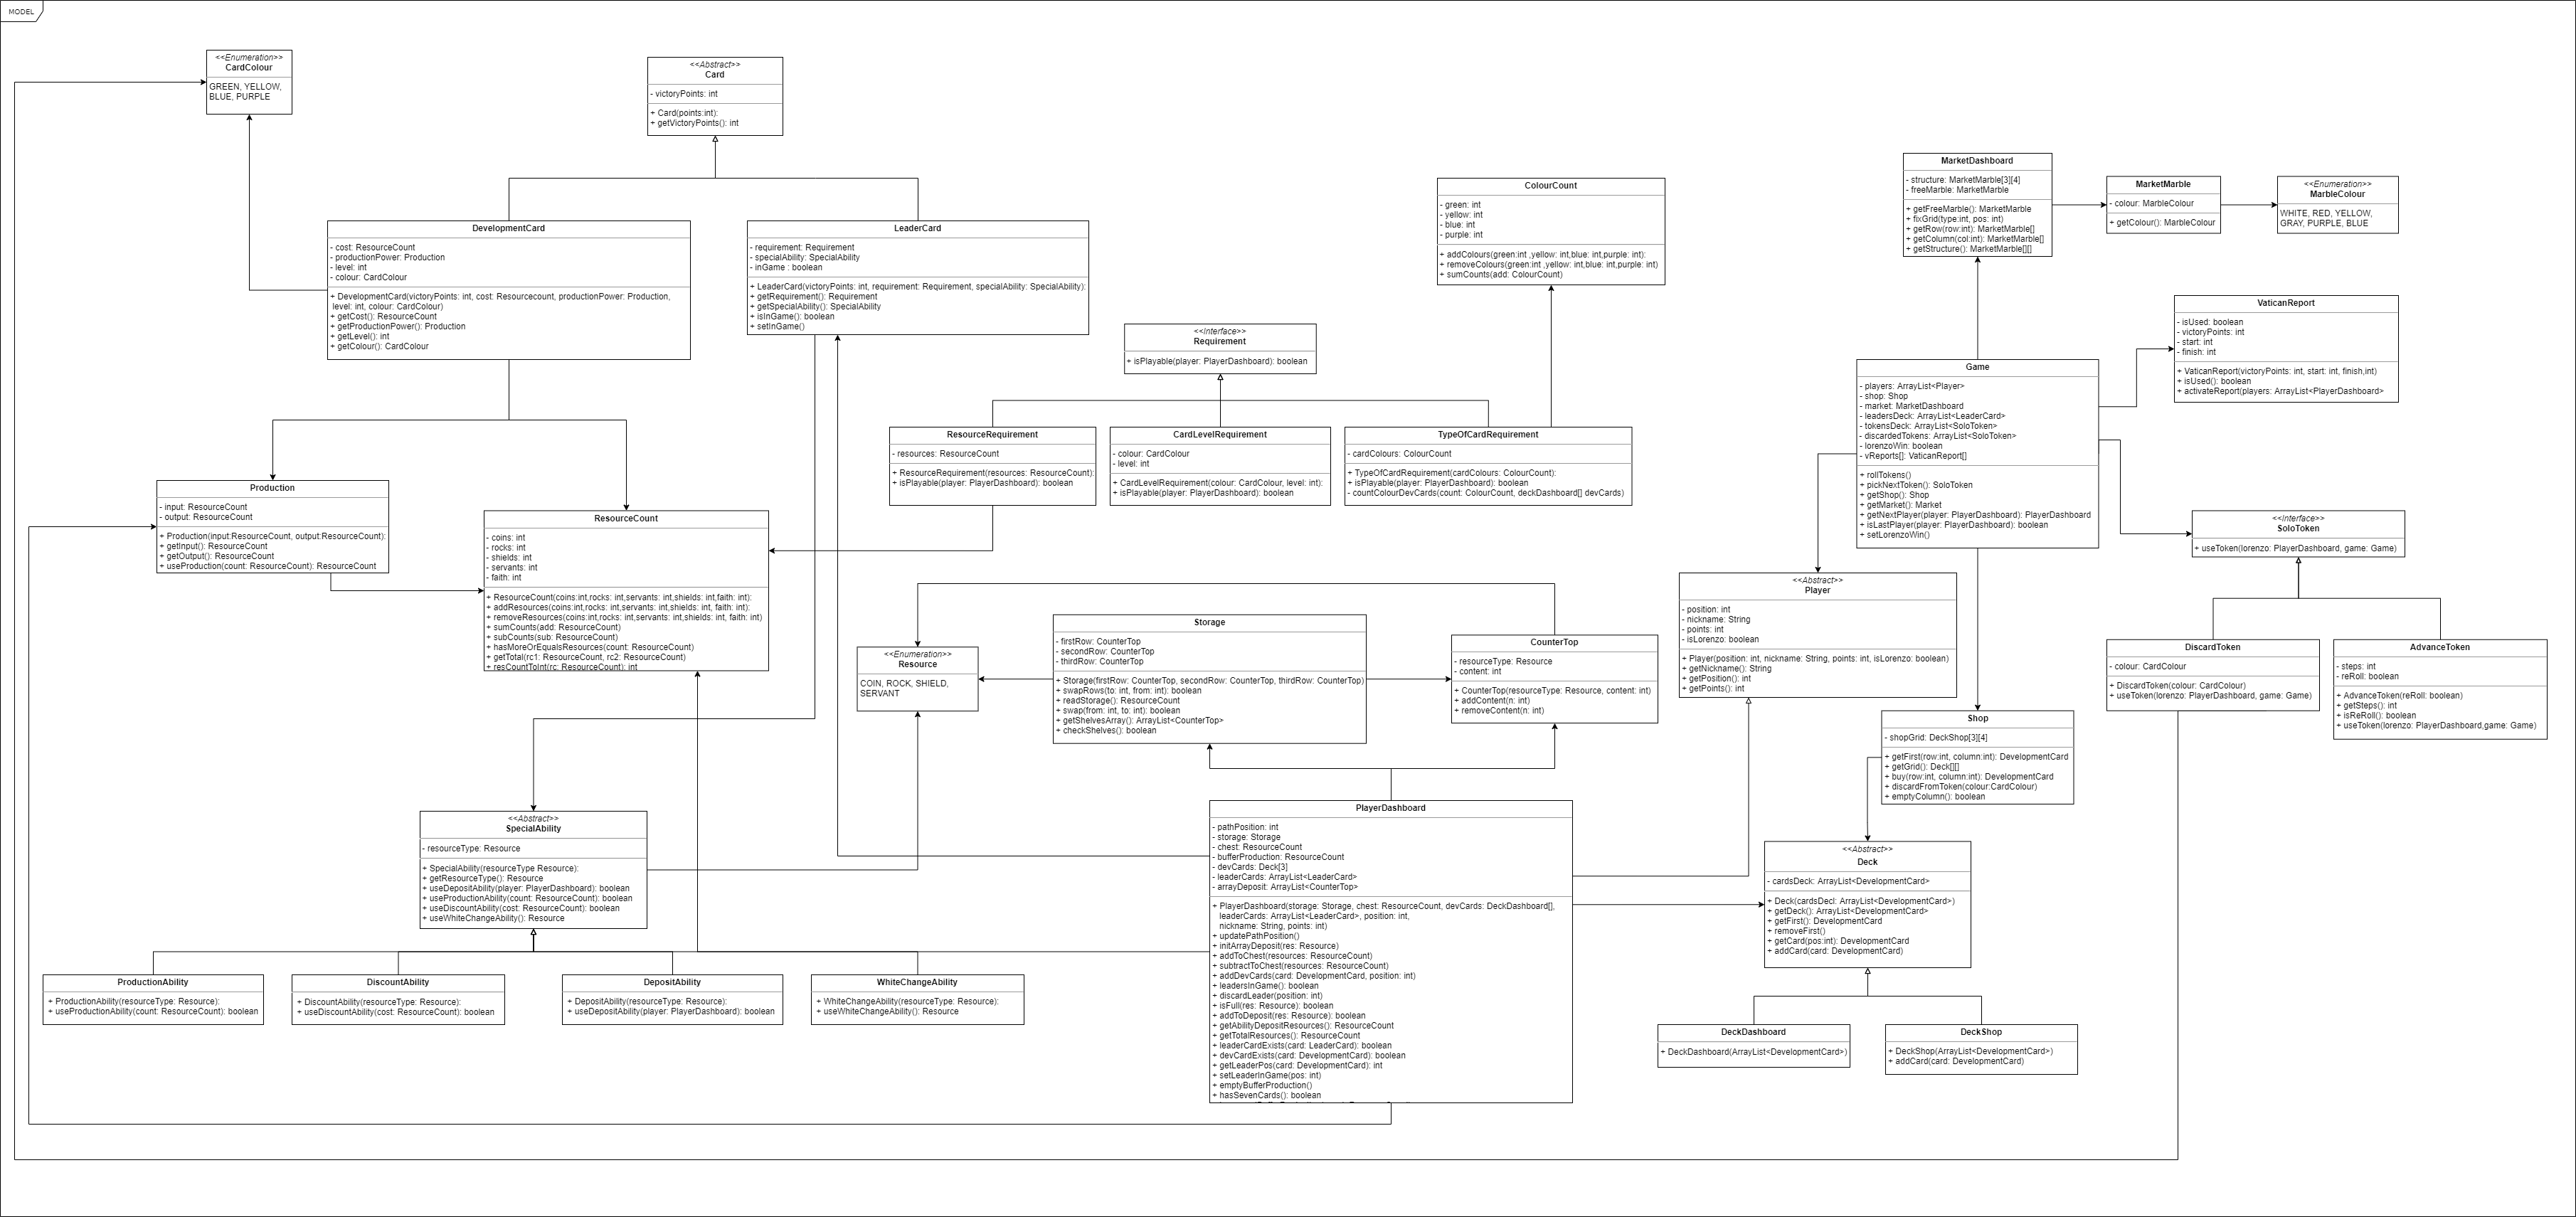 MODEL
<<Enumeration>>
CardColour
GREEN, YELLOW,
BLUE, PURPLE
<<Abstract>>
Card
- victoryPoints: int
+ Card(points:int):
+ getVictoryPoints(): int
DevelopmentCard
- cost: ResourceCount
- productionPower: Production
- level: int
- colour: CardColour
+ DevelopmentCard(victoryPoints: int, cost: Resourcecount, productionPower: Production,
level: int, colour: CardColour)
+ getCost(): ResourceCount
+ getProductionPower(): Production
+ getLevel(): int
+ getColour(): CardColour
LeaderCard
- requirement: Requirement
- specialAbility: SpecialAbility
- inGame : boolean
+ LeaderCard(victoryPoints: int, requirement: Requirement, specialAbility: SpecialAbility):
+ getRequirement(): Requirement
+ getSpecialAbility(): SpecialAbility
+ isInGame(): boolean
+ setInGame()
ColourCount
- green: int
- yellow: int
- blue: int
- purple: int
+ addColours(green:int ,yellow: int,blue: int,purple: int):
+ removeColours(green:int ,yellow: int,blue: int,purple: int)
+ sumCounts(add: ColourCount)
MarketDashboard
- structure: MarketMarble[3][4]
- freeMarble: MarketMarble
+ getFreeMarble(): MarketMarble
+ fixGrid(type:int, pos: int)
+ getRow(row:int): MarketMarble[]
+ getColumn(col:int): MarketMarble[]
+ getStructure(): MarketMarble[][]
MarketMarble
- colour: MarbleColour
+ getColour(): MarbleColour
<<Enumeration>>
MarbleColour
WHITE, RED, YELLOW,
GRAY, PURPLE, BLUE
VaticanReport
- isUsed: boolean
- victoryPoints: int
- start: int
- finish: int
+ VaticanReport(victoryPoints: int, start: int, finish,int)
+ isUsed(): boolean
+ activateReport(players: ArrayList<PlayerDashboard>
<<Interface>>
Requirement
+ isPlayable(player: PlayerDashboard): boolean
Game
- players: ArrayList<Player>
- shop: Shop
- market: MarketDashboard
- leadersDeck: ArrayList<LeaderCard>
- tokensDeck: ArrayList<SoloToken>
- discardedTokens: ArrayList<SoloToken>
- lorenzoWin: boolean
- vReports[]: VaticanReport[]
+ rollTokens()
+ pickNextToken(): SoloToken
+ getShop(): Shop
+ getMarket(): Market
+ getNextPlayer(player: PlayerDashboard): PlayerDashboard
+ isLastPlayer(player: PlayerDashboard): boolean
+ setLorenzoWin()
ResourceRequirement
- resources: ResourceCount
+ ResourceRequirement(resources: ResourceCount):
+ isPlayable(player: PlayerDashboard): boolean
CardLevelRequirement
- colour: CardColour
- level: int
+ CardLevelRequirement(colour: CardColour, level: int):
+ isPlayable(player: PlayerDashboard): boolean
TypeOfCardRequirement
- cardColours: ColourCount
+ TypeOfCardRequirement(cardColours: ColourCount):
+ isPlayable(player: PlayerDashboard): boolean
- countColourDevCards(count: ColourCount, deckDashboard[] devCards)
Production
- input: ResourceCount
- output: ResourceCount
+ Production(input:ResourceCount, output:ResourceCount):
+ getInput(): ResourceCount
+ getOutput(): ResourceCount
+ useProduction(count: ResourceCount): ResourceCount
ResourceCount
- coins: int
- rocks: int
- shields: int
- servants: int
- faith: int
+ ResourceCount(coins:int,rocks: int,servants: int,shields: int,faith: int):
+ addResources(coins:int,rocks: int,servants: int,shields: int, faith: int):
+ removeResources(coins:int,rocks: int,servants: int,shields: int, faith: int)
+ sumCounts(add: ResourceCount)
+ subCounts(sub: ResourceCount)
+ hasMoreOrEqualsResources(count: ResourceCount)
+ getTotal(rc1: ResourceCount, rc2: ResourceCount)
+ resCountToInt(rc: ResourceCount): int
<<Interface>>
SoloToken
+ useToken(lorenzo: PlayerDashboard, game: Game)
<<Abstract>>
Player
- position: int
- nickname: String
- points: int
- isLorenzo: boolean
+ Player(position: int, nickname: String, points: int, isLorenzo: boolean)
+ getNickname(): String
+ getPosition(): int
+ getPoints(): int
<<Enumeration>>
Resource
COIN, ROCK, SHIELD,
SERVANT
Storage
- firstRow: CounterTop
- secondRow: CounterTop
- thirdRow: CounterTop
+ Storage(firstRow: CounterTop, secondRow: CounterTop, thirdRow: CounterTop)
+ swapRows(to: int, from: int): boolean
+ readStorage(): ResourceCount
+ swap(from: int, to: int): boolean
+ getShelvesArray(): ArrayList<CounterTop>
+ checkShelves(): boolean
CounterTop
- resourceType: Resource
- content: int
+ CounterTop(resourceType: Resource, content: int)
+ addContent(n: int)
+ removeContent(n: int)
DiscardToken
- colour: CardColour
+ DiscardToken(colour: CardColour)
+ useToken(lorenzo: PlayerDashboard, game: Game)
AdvanceToken
- steps: int
- reRoll: boolean
+ AdvanceToken(reRoll: boolean)
+ getSteps(): int
+ isReRoll(): boolean
+ useToken(lorenzo: PlayerDashboard,game: Game)
Shop
- shopGrid: DeckShop[3][4]
+ getFirst(row:int, column:int): DevelopmentCard
+ getGrid(): Deck[][]
+ buy(row:int, column:int): DevelopmentCard
+ discardFromToken(colour:CardColour)
+ emptyColumn(): boolean
<<Abstract>>
SpecialAbility
- resourceType: Resource
+ SpecialAbility(resourceType Resource):
+ getResourceType(): Resource
+ useDepositAbility(player: PlayerDashboard): boolean
+ useProductionAbility(count: ResourceCount): boolean
+ useDiscountAbility(cost: ResourceCount): boolean
+ useWhiteChangeAbility(): Resource
PlayerDashboard
- pathPosition: int
- storage: Storage
- chest: ResourceCount
- bufferProduction: ResourceCount
- devCards: Deck[3]
- leaderCards: ArrayList<LeaderCard>
- arrayDeposit: ArrayList<CounterTop>
+ PlayerDashboard(storage: Storage, chest: ResourceCount, devCards: DeckDashboard[],
leaderCards: ArrayList<LeaderCard>, position: int,
nickname: String, points: int)
+ updatePathPosition()
+ initArrayDeposit(res: Resource)
+ addToChest(resources: ResourceCount)
+ subtractToChest(resources: ResourceCount)
+ addDevCards(card: DevelopmentCard, position: int)
+ leadersInGame(): boolean
+ discardLeader(position: int)
+ isFull(res: Resource): boolean
+ addToDeposit(res: Resource): boolean
+ getAbilityDepositResources(): ResourceCount
+ getTotalResources(): ResourceCount
+ leaderCardExists(card: LeaderCard): boolean
+ devCardExists(card: DevelopmentCard): boolean
+ getLeaderPos(card: DevelopmentCard): int
+ setLeaderInGame(pos: int)
+ emptyBufferProduction()
+ hasSevenCards(): boolean
<<Abstract>>
Deck
- cardsDeck: ArrayList<DevelopmentCard>
+ Deck(cardsDecl: ArrayList<DevelopmentCard>)
+ getDeck(): ArrayList<DevelopmentCard>
+ getFirst(): DevelopmentCard
+ removeFirst()
+ getCard(pos:int): DevelopmentCard
+ addCard(card: DevelopmentCard)
ProductionAbility
+ ProductionAbility(resourceType: Resource):
+ useProductionAbility(count: ResourceCount): boolean
DiscountAbility
+ DiscountAbility(resourceType: Resource):
+ useDiscountAbility(cost: ResourceCount): boolean
DepositAbility
+ DepositAbility(resourceType: Resource):
+ useDepositAbility(player: PlayerDashboard): boolean
WhiteChangeAbility
+ WhiteChangeAbility(resourceType: Resource):
+ useWhiteChangeAbility(): Resource
DeckDashboard
+ DeckDashboard(ArrayList<DevelopmentCard>)
DeckShop
+ DeckShop(ArrayList<DevelopmentCard>)
+ addCard(card: DevelopmentCard)